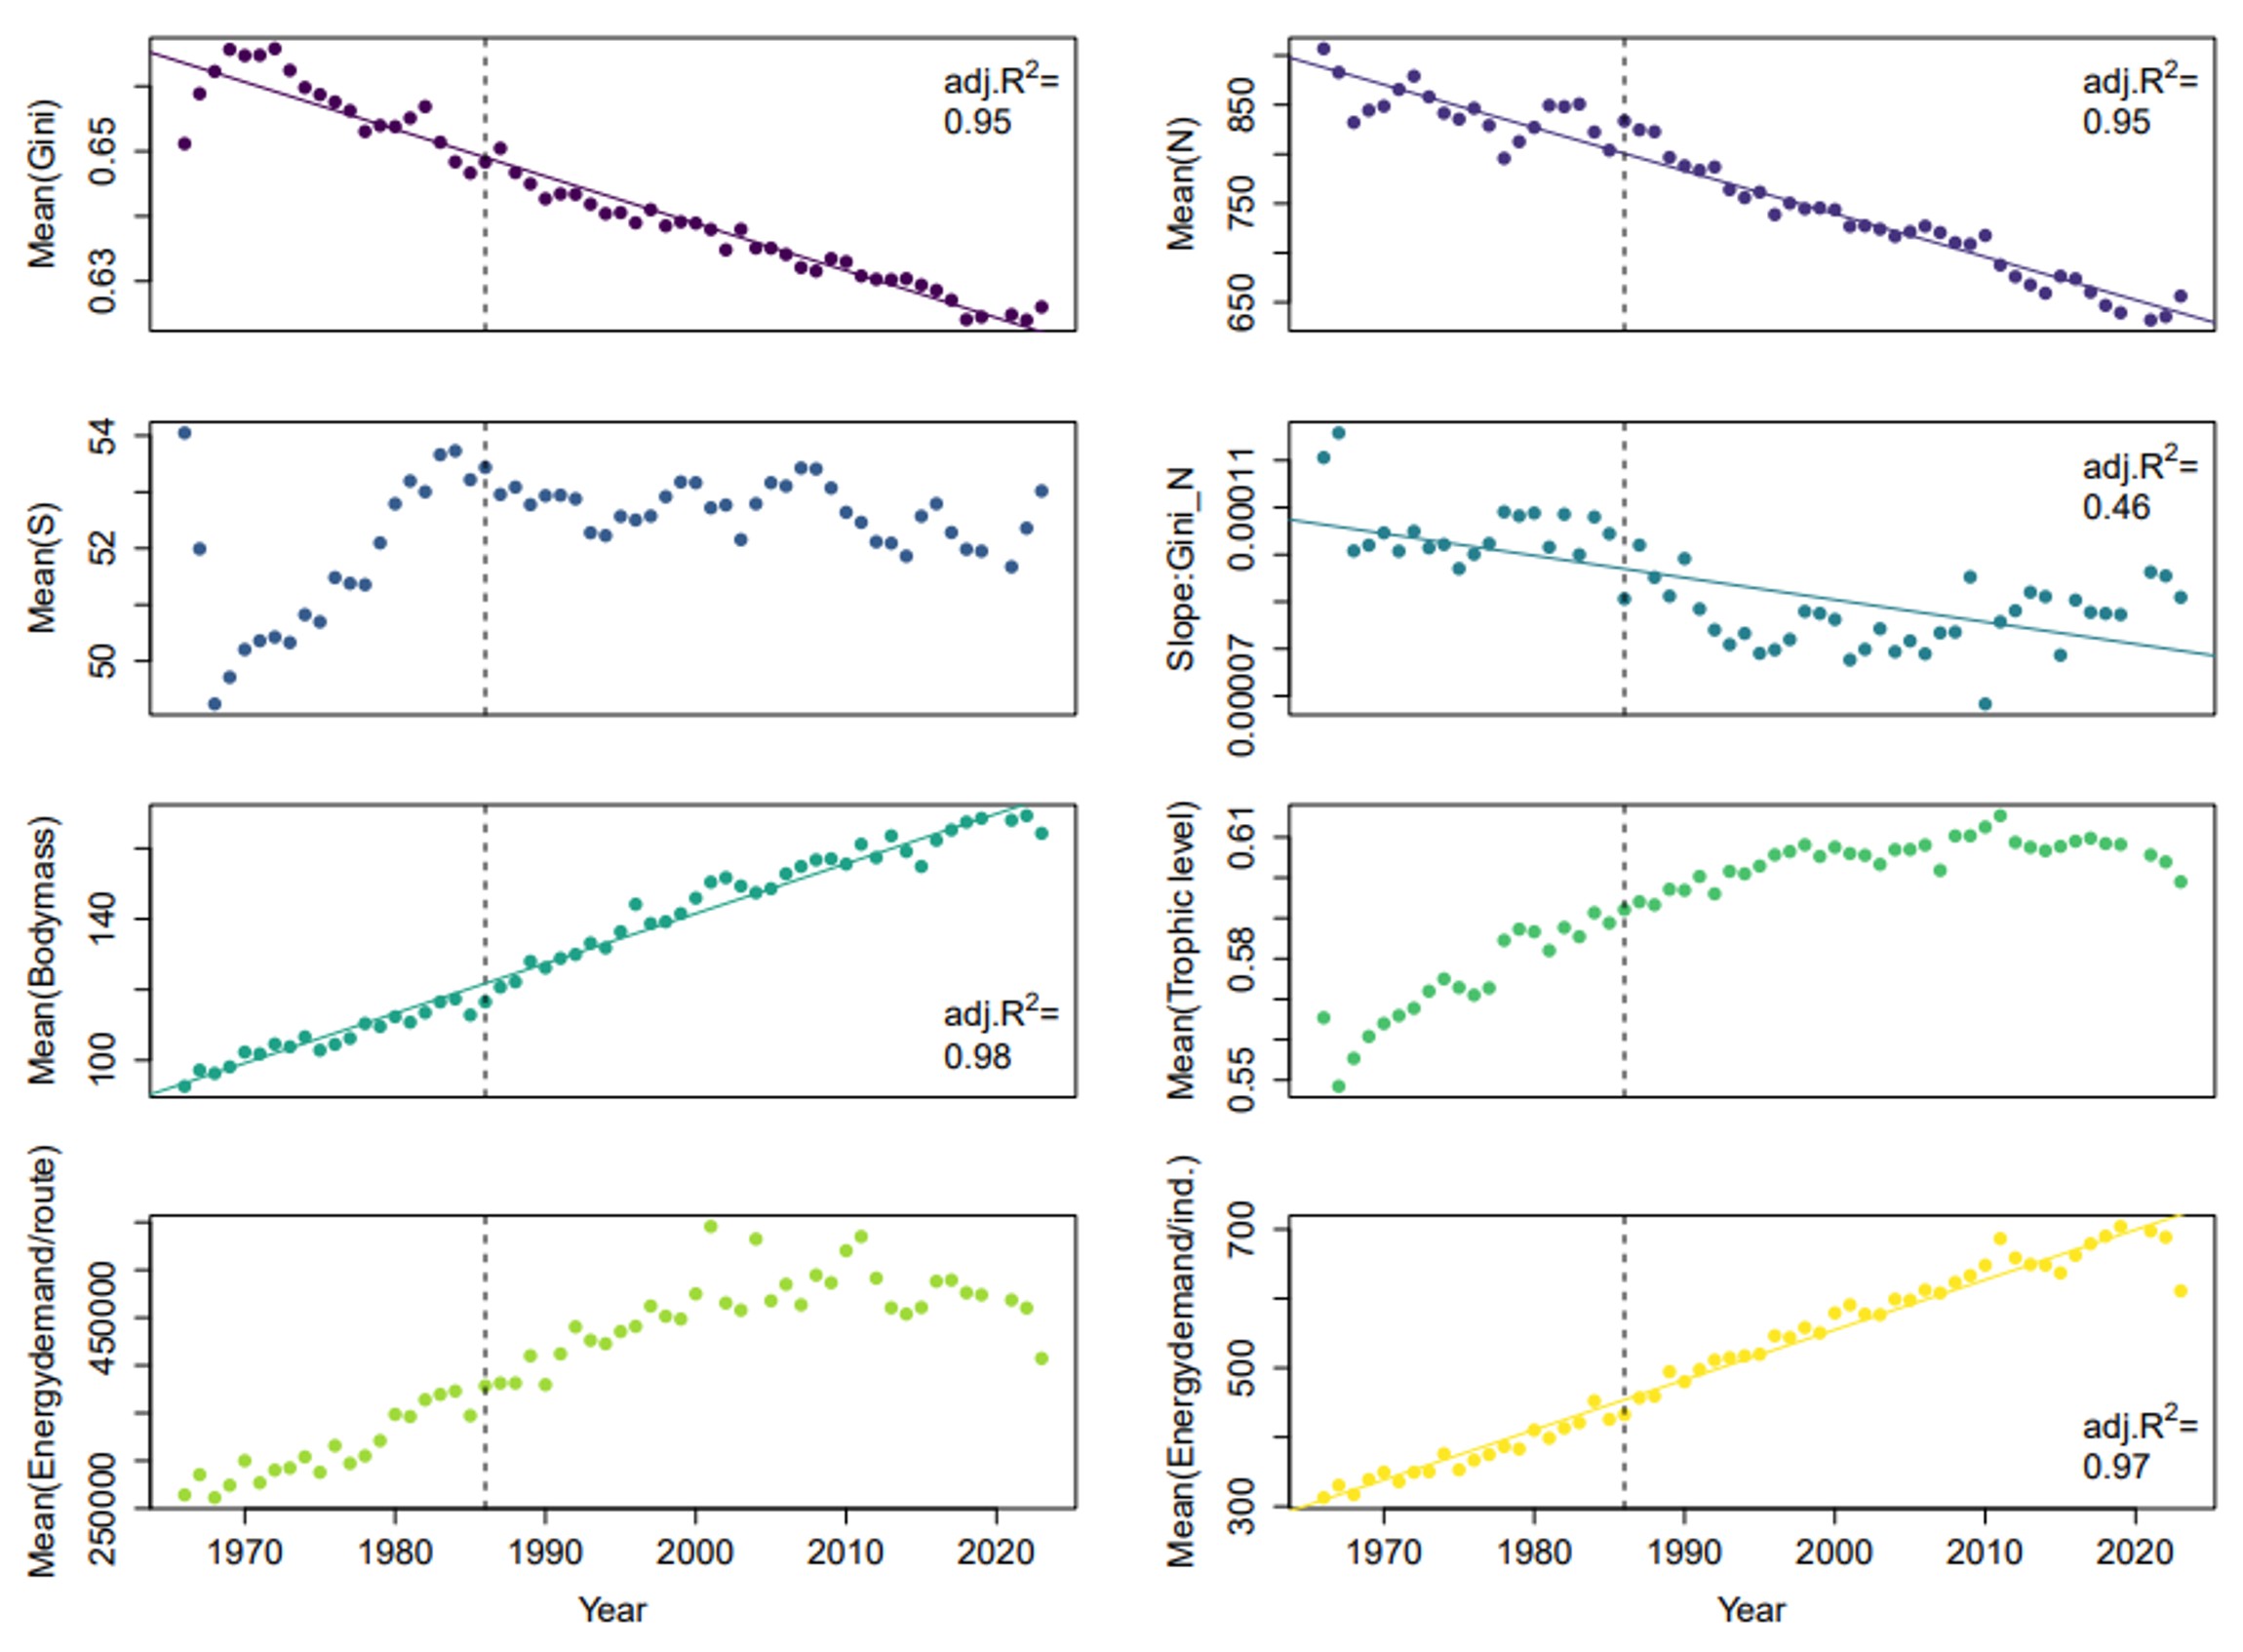 Mean(Gini)
0.65
0.63
adj.R²=
0.95
Mean(N)
850
750
650
adj.R²=
0.95
Mean(S)
54
52
50
Slope:Gini_N
0.00011
0.00007
adj.R²=
0.46
Mean(Bodymass)
140
100
adj.R²=
0.98
Mean(Trophic level)
0.61
0.58
0.55
Mean(Energydemand/route)
450000
250000
1970 1980 1990 2000 2010 2020
Year
Mean(Energydemand/ind.)
700
500
300
adj.R²=
0.97
1970 1980 1990 2000 2010 2020
Year